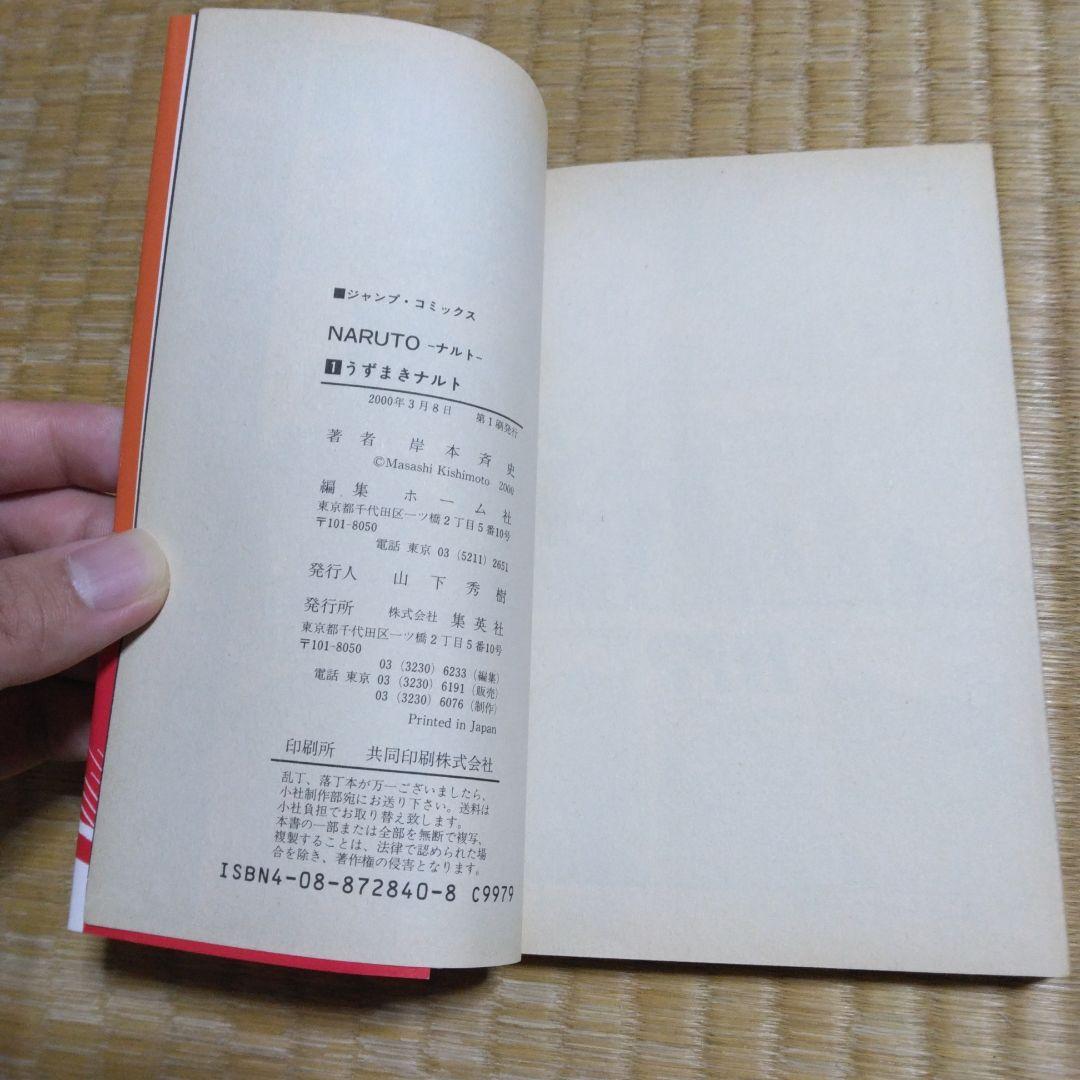 ■ジャンプ・コミックス
NARUTO -ナルト-
1うずまきナルト
2000年3月8日 第1刷発行
著者 岸本斉史
©Masashi Kishimoto 2000
編集 ホーム社
東京都千代田区一ツ橋2丁目5番10号
〒101-8050
電話 東京 03 (5211) 2651
発行人 山下秀樹
発行所 株式会社 集英社
東京都千代田区一ツ橋2丁目5番10号
〒101-8050
03 (3230) 6233 (編集)
電話 東京 03 (3230) 6191 (販売)
03 (3230) 6076 (制作)
Printed in Japan
印刷所 共同印刷株式会社
乱丁、落丁本が万一ございましたら、
小社制作部宛にお送り下さい。送料は
小社負担でお取り替え致します。
本書の一部または全部を無断で複写、
複製することは、法律で認められた場
合を除き、著作権の侵害となります。
ISBN4-08-872840-8 C9979